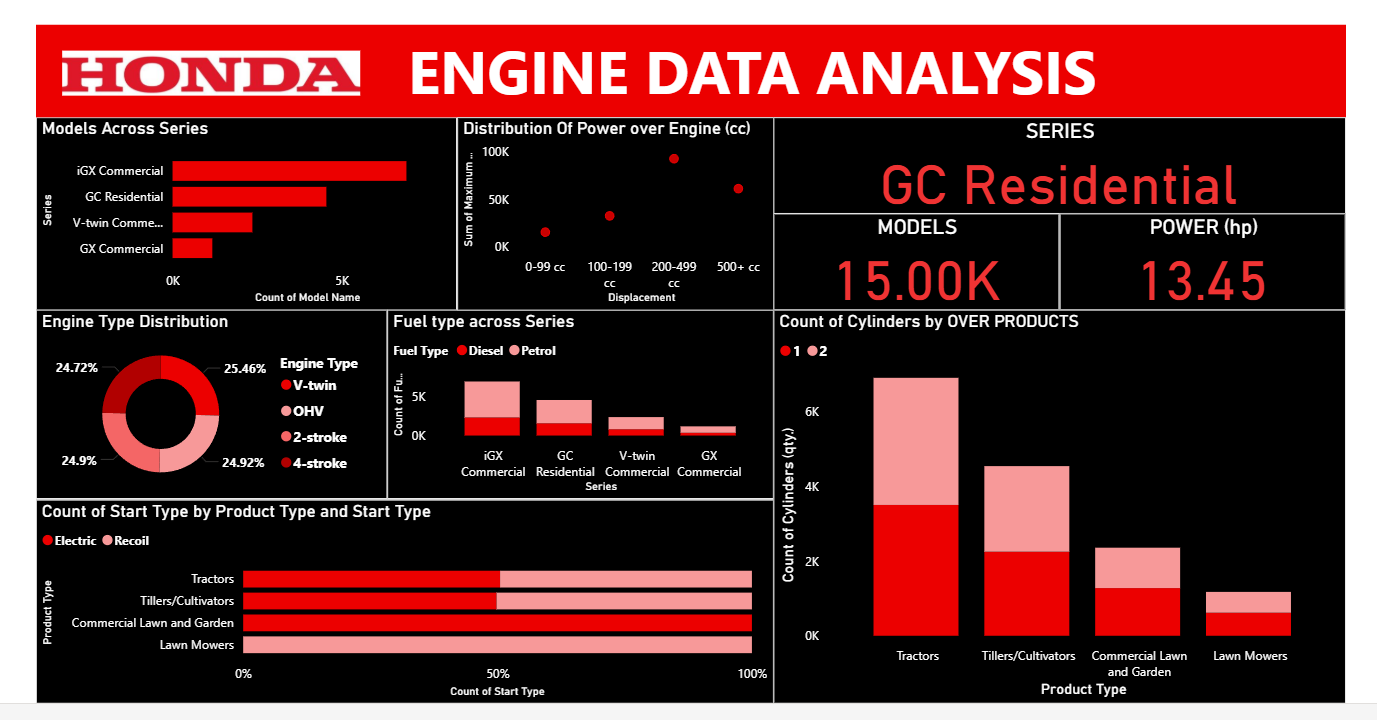 HONDA
ENGINE DATA ANALYSIS
Models Across Series
Series
iGX Commercial
GC Residential
V-twin Comme...
GX Commercial
0K
5K
Count of Model Name
Distribution Of Power over Engine (cc)
Sum of Maximum ...
100K
50K
0K
0-99 cc
100-199
cc
200-499
cc
500+ cc
Displacement
SERIES
GC Residential
MODELS
15.00K
POWER (hp)
13.45
Engine Type Distribution
24.72%
25.46%
24.9%
24.92%
Engine Type
V-twin
OHV
2-stroke
4-stroke
Fuel type across Series
Fuel Type Diesel Petrol
Count of Fu...
5K
0K
iGX
Commercial
GC
Residential
V-twin
Commercial
GX
Commercial
Series
Count of Cylinders by OVER PRODUCTS
1 2
Count of Cylinders (qty.)
6K
4K
2K
0K
Tractors
Tillers/Cultivators
Commercial Lawn
and Garden
Lawn Mowers
Product Type
Count of Start Type by Product Type and Start Type
Electric Recoil
Product Type
Tractors
Tillers/Cultivators
Commercial Lawn and Garden
Lawn Mowers
0%
50%
100%
Count of Start Type